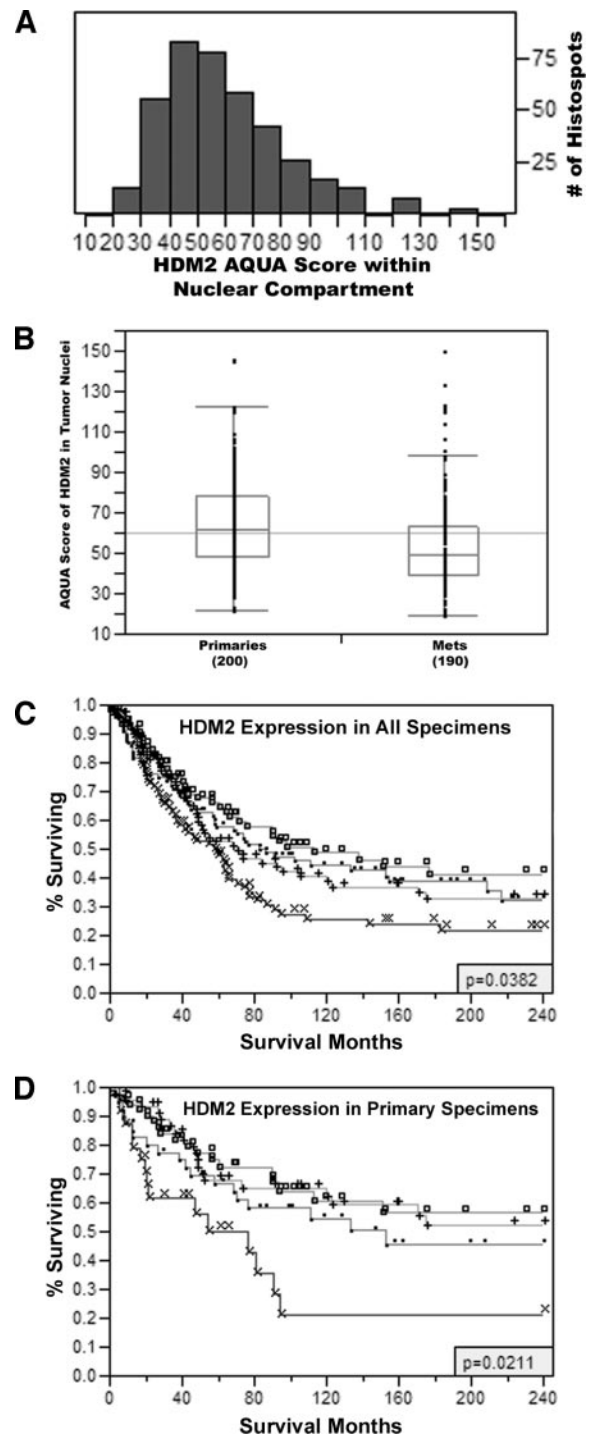 A
75
50
25
# of Histospots
10 20 30 40 50 60 70 80 90 110 130 150
HDM2 AQUA Score within
Nuclear Compartment
B
AQUA Score of HDM2 in Tumor Nuclei
150
130
110
90
70
50
30
10
Primaries
(200)
Mets
(190)
C
HDM2 Expression in All Specimens
% Surviving
1.0
0.9
0.8
0.7
0.6
0.5
0.4
0.3
0.2
0.1
0.0
p=0.0382
0 40 80 120 160 200 240
Survival Months
D
HDM2 Expression in Primary Specimens
% Surviving
1.0
0.9
0.8
0.7
0.6
0.5
0.4
0.3
0.2
0.1
0.0
p=0.0211
0 40 80 120 160 200 240
Survival Months